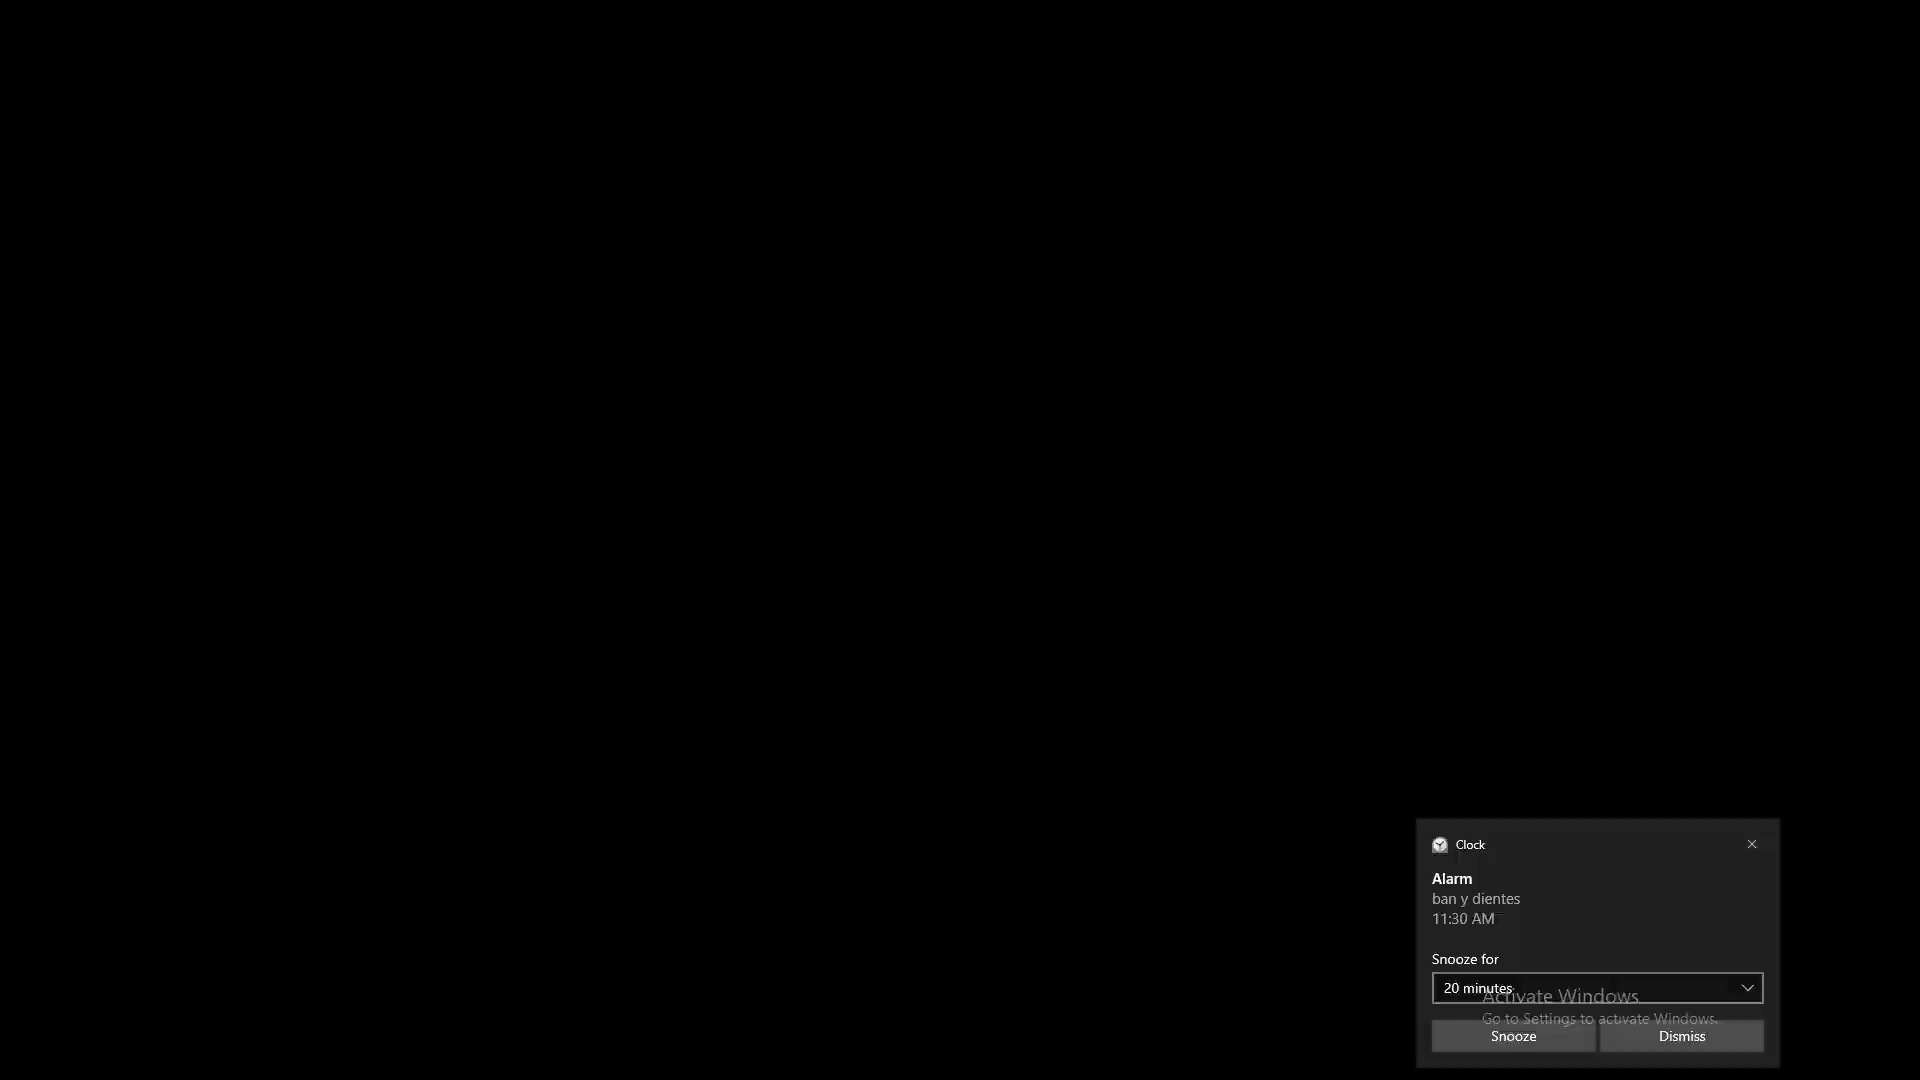 Clock
Alarm
ban y dientes
11:30 AM
Snooze for
20 minutes
Activate Windows
Go to Settings to activate Windows.
Snooze
Dismiss